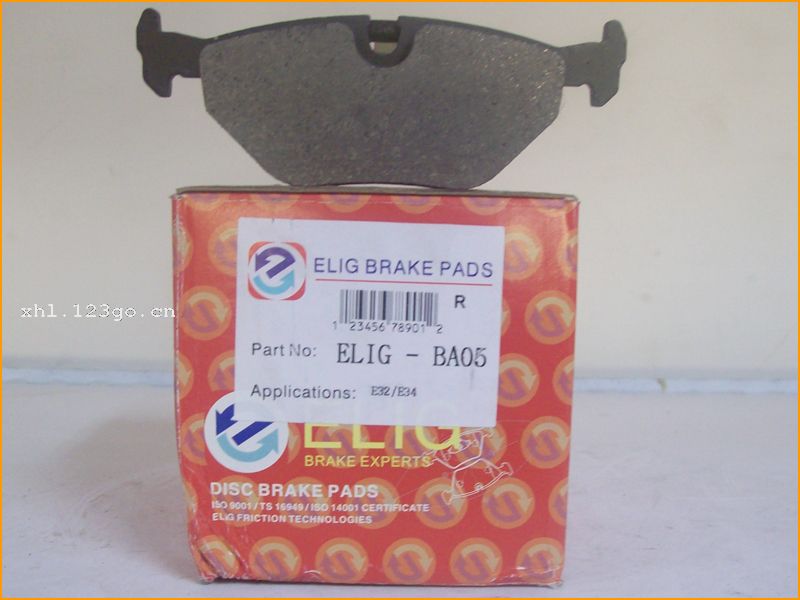 ELIG BRAKE PADS
R
1 23456 78901 2
Part No: ELIG - BA05
Applications: E32/E34
xhl.123go.cn
ELIG
BRAKE EXPERTS
DISC BRAKE PADS
ISO 9001 / TS 16949 / ISO 14001 CERTIFICATE
ELIG FRICTION TECHNOLOGIES